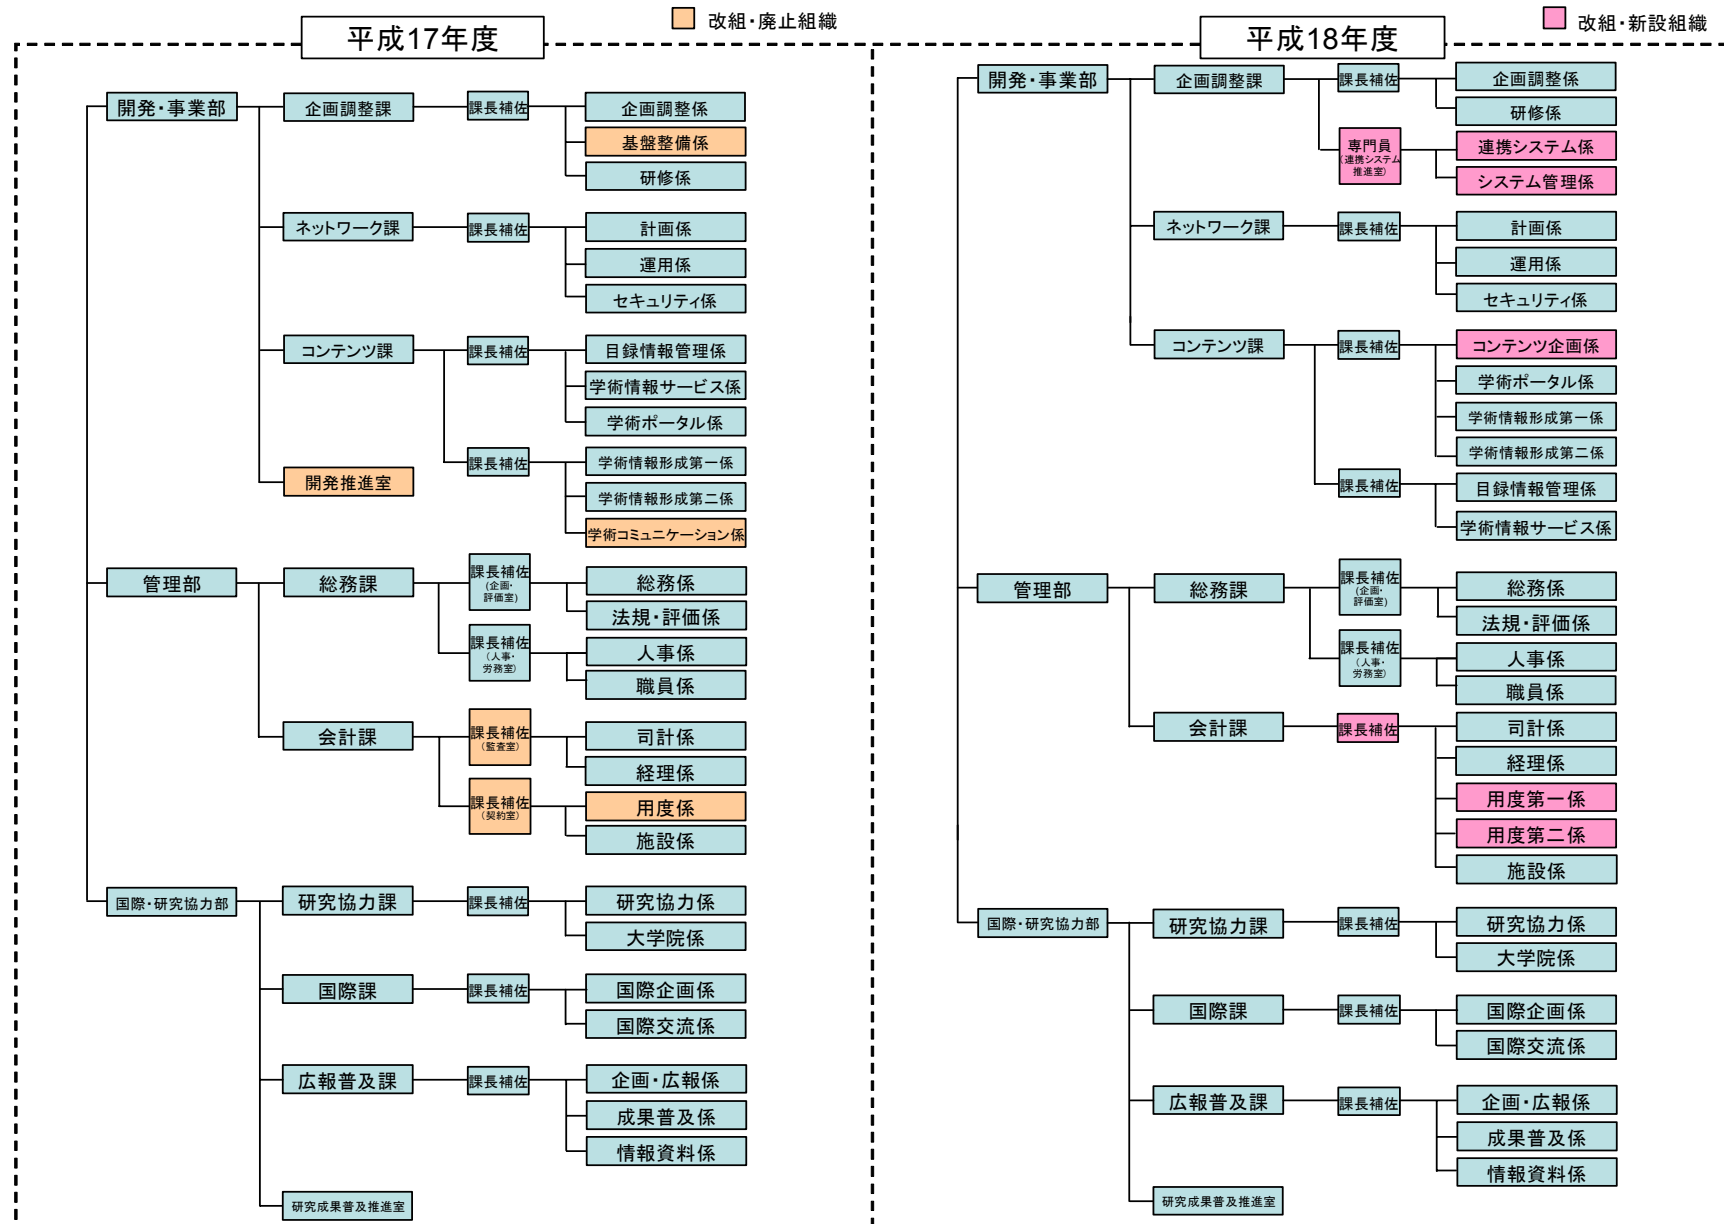 平成17年度
改組・廃止組織
開発・事業部
企画調整課
課長補佐
企画調整係
基盤整備係
研修係
ネットワーク課
課長補佐
計画係
運用係
セキュリティ係
コンテンツ課
課長補佐
目録情報管理係
学術情報サービス係
学術ポータル係
課長補佐
学術情報形成第一係
学術情報形成第二係
学術コミュニケーション係
開発推進室
管理部
総務課
課長補佐
(企画・
評価室)
総務係
法規・評価係
課長補佐
(人事・
労務室)
人事係
職員係
会計課
課長補佐
(監査室)
司計係
経理係
課長補佐
(契約室)
用度係
施設係
国際・研究協力部
研究協力課
課長補佐
研究協力係
大学院係
国際課
課長補佐
国際企画係
国際交流係
広報普及課
課長補佐
企画・広報係
成果普及係
情報資料係
研究成果普及推進室
平成18年度
改組・新設組織
開発・事業部
企画調整課
課長補佐
企画調整係
研修係
専門員
(連携システム
推進室)
連携システム係
システム管理係
ネットワーク課
課長補佐
計画係
運用係
セキュリティ係
コンテンツ課
課長補佐
コンテンツ企画係
学術ポータル係
学術情報形成第一係
学術情報形成第二係
課長補佐
目録情報管理係
学術情報サービス係
管理部
総務課
課長補佐
(企画・
評価室)
総務係
法規・評価係
課長補佐
(人事・
労務室)
人事係
職員係
会計課
課長補佐
司計係
経理係
用度第一係
用度第二係
施設係
国際・研究協力部
研究協力課
課長補佐
研究協力係
大学院係
国際課
課長補佐
国際企画係
国際交流係
広報普及課
課長補佐
企画・広報係
成果普及係
情報資料係
研究成果普及推進室